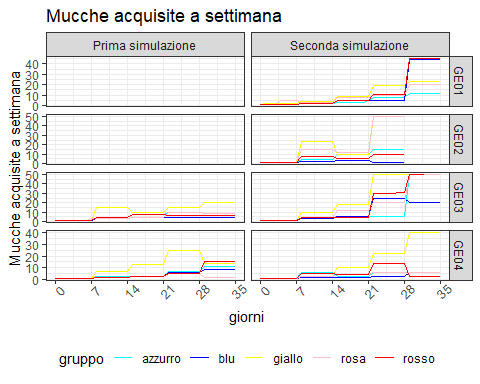 Mucche acquisite a settimana
Prima simulazione
Seconda simulazione
Mucche acquisite a settimana
40
30
20
10
0
GE01
50
40
30
20
10
0
GE02
50
40
30
20
10
0
GE03
40
30
20
10
0
GE04
0 7 14 21 28 35 0 7 14 21 28 35
giorni
gruppo azzurro blu giallo rosa rosso